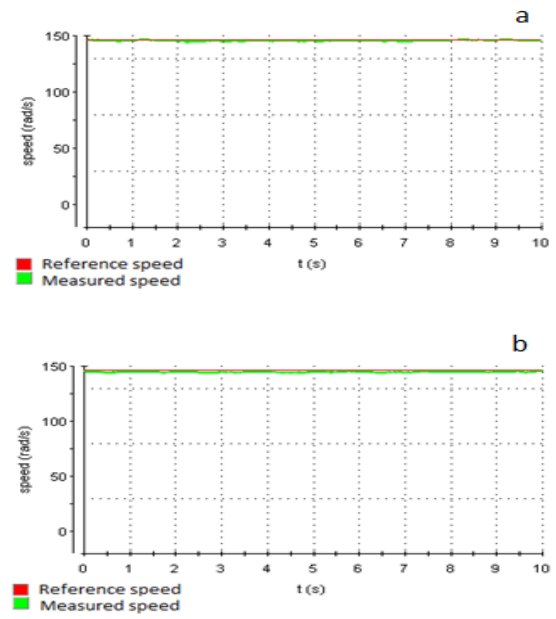 a
150
100
50
0
speed (rad/s)
0 1 2 3 4 5 6 7 8 9 10
t (s)
Reference speed
Measured speed
b
150
100
50
0
speed (rad/s)
0 1 2 3 4 5 6 7 8 9 10
t (s)
Reference speed
Measured speed